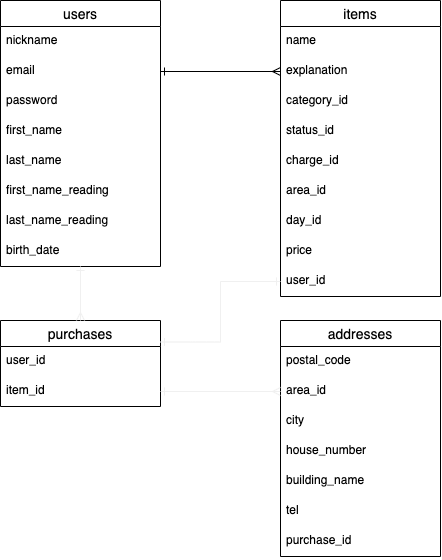 users
nickname
email
password
first_name
last_name
first_name_reading
last_name_reading
birth_date
items
name
explanation
category_id
status_id
charge_id
area_id
day_id
price
user_id
purchases
user_id
item_id
addresses
postal_code
area_id
city
house_number
building_name
tel
purchase_id